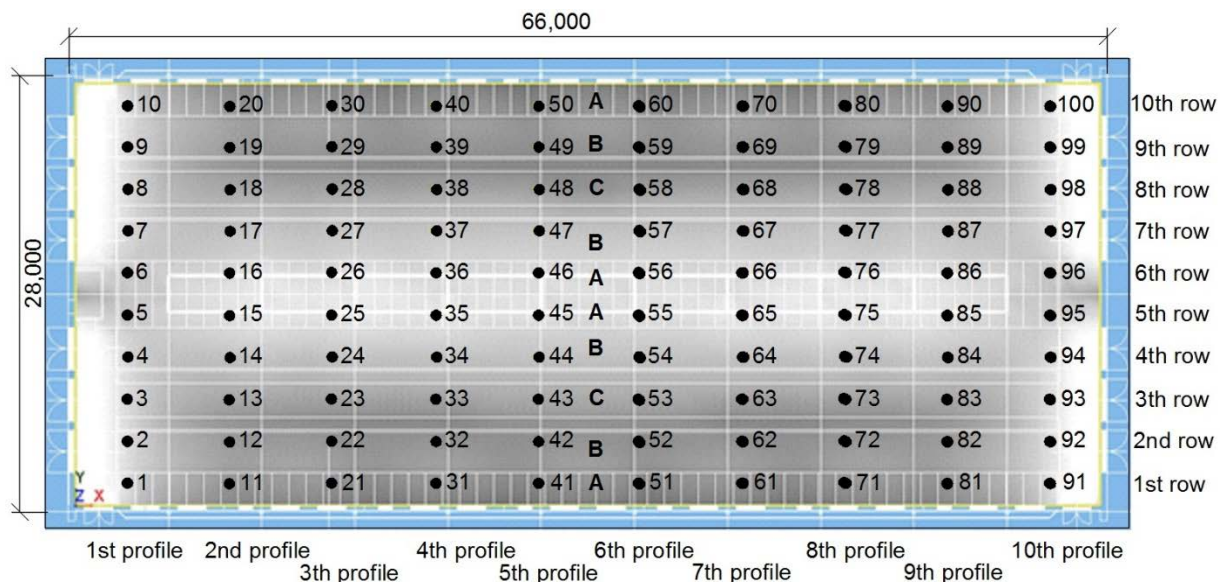 66,000
28,000
10 20 30 40 50 A 60 70 80 90 100 10th row
9 19 29 39 49 B 59 69 79 89 99 9th row
8 18 28 38 48 C 58 68 78 88 98 8th row
7 17 27 37 47 B 57 67 77 87 97 7th row
6 16 26 36 46 A 56 66 76 86 96 6th row
5 15 25 35 45 A 55 65 75 85 95 5th row
4 14 24 34 44 B 54 64 74 84 94 4th row
3 13 23 33 43 C 53 63 73 83 93 3th row
2 12 22 32 42 B 52 62 72 82 92 2nd row
Y
Z X 1 11 21 31 41 A 51 61 71 81 91 1st row
1st profile 2nd profile 4th profile 6th profile 8th profile 10th profile
3th profile 5th profile 7th profile 9th profile